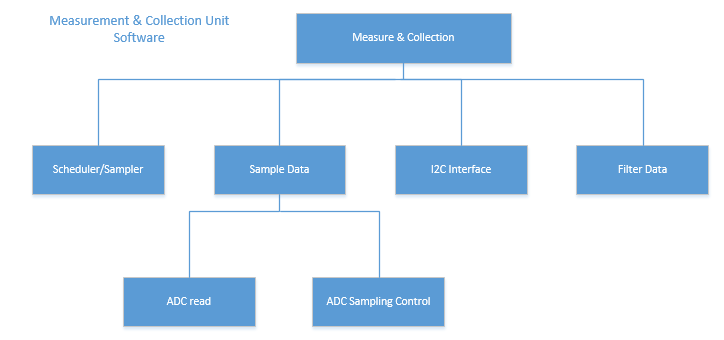 Measurement & Collection Unit
Software
Measure & Collection
Scheduler/Sampler
Sample Data
I2C Interface
Filter Data
ADC read
ADC Sampling Control